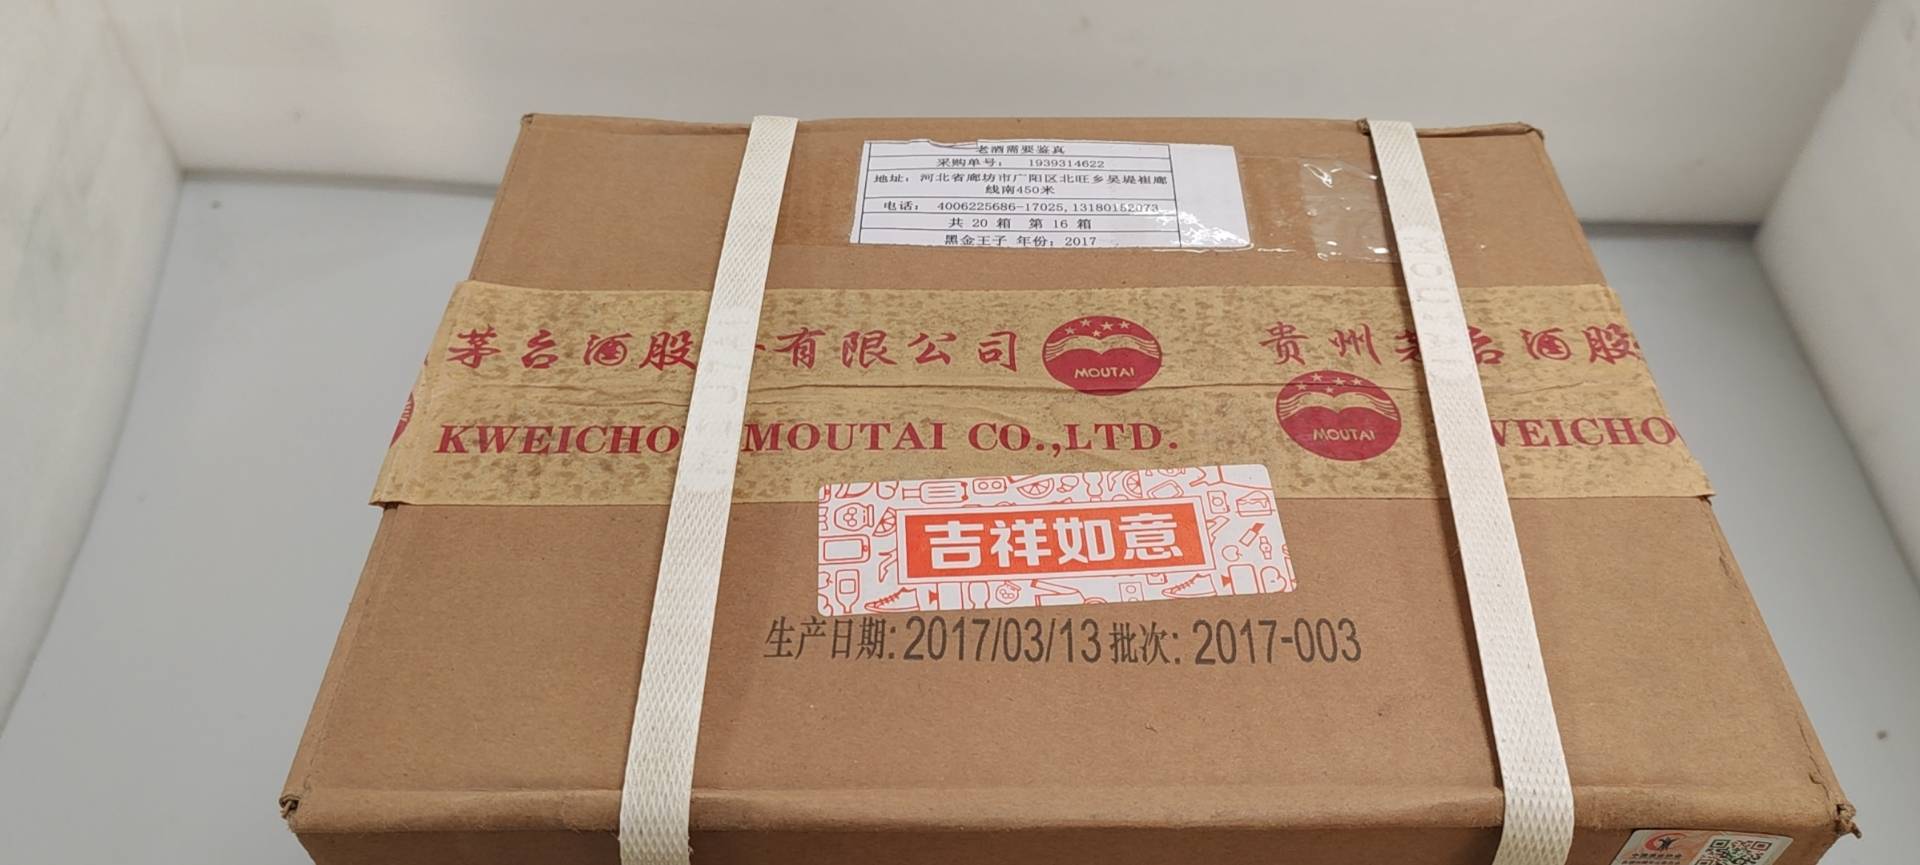 老酒需要鉴真
采购单号： 1939314622
地址：河北省廊坊市广阳区北旺乡吴堤崔廊
线南450米
电话： 4006225686-17025,13180152073
共 20 箱 第 16 箱
黑金王子 年份：2017
茅台酒股 有限公司 MOUTAI 贵州茅台酒股
KWEICHO MOUTAI CO.,LTD. MOUTAI WEICHO
MOUTAI
吉祥如意
生产日期: 2017/03/13 批次: 2017-003